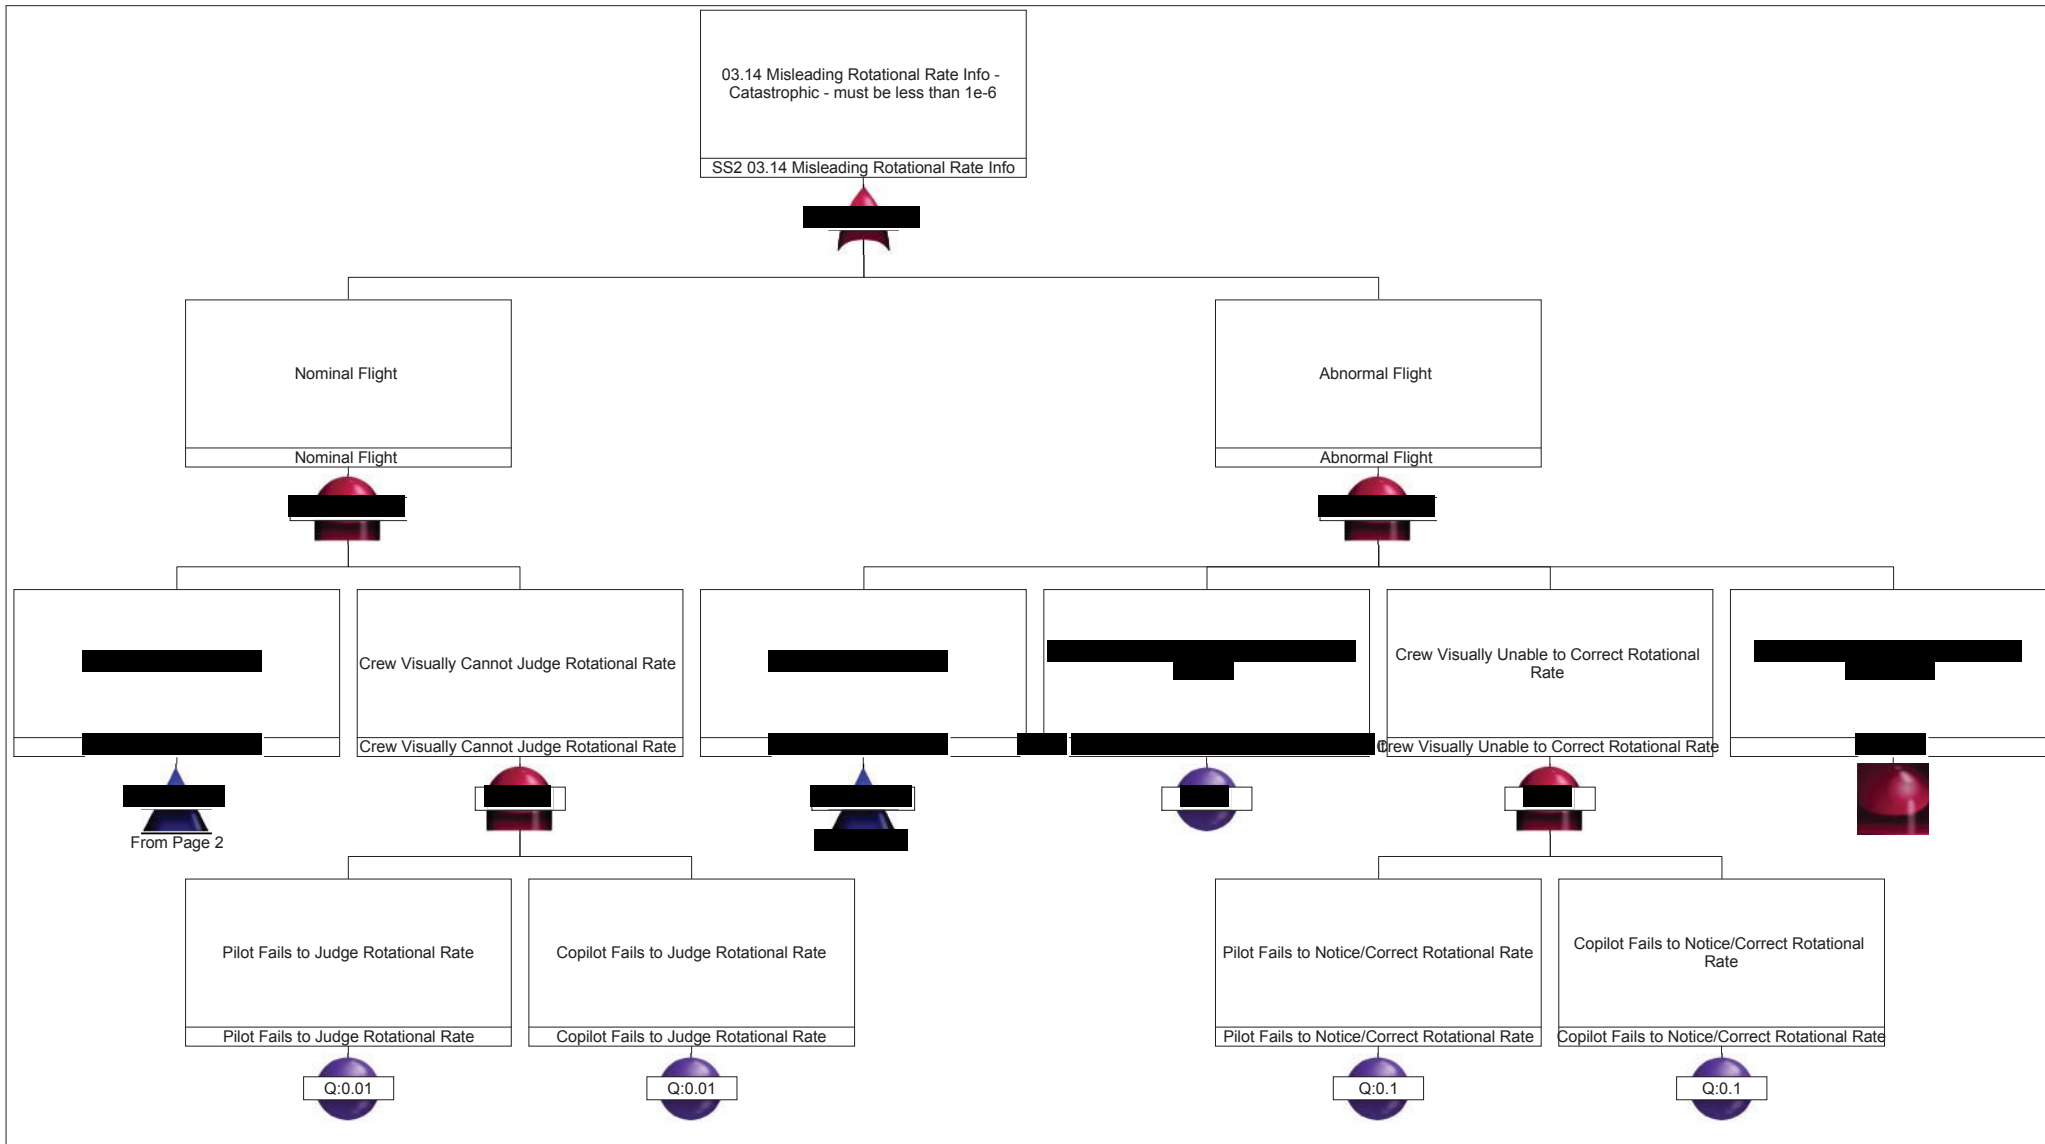 03.14 Misleading Rotational Rate Info -
Catastrophic - must be less than 1e-6
SS2 03.14 Misleading Rotational Rate Info
Nominal Flight
Nominal Flight
Abnormal Flight
Abnormal Flight
Crew Visually Cannot Judge Rotational Rate
Crew Visually Cannot Judge Rotational Rate
Crew Visually Unable to Correct Rotational
Rate
Crew Visually Unable to Correct Rotational Rate
From Page 2
Pilot Fails to Judge Rotational Rate
Pilot Fails to Judge Rotational Rate
Q:0.01
Copilot Fails to Judge Rotational Rate
Copilot Fails to Judge Rotational Rate
Q:0.01
Pilot Fails to Notice/Correct Rotational Rate
Pilot Fails to Notice/Correct Rotational Rate
Q:0.1
Copilot Fails to Notice/Correct Rotational
Rate
Copilot Fails to Notice/Correct Rotational Rate
Q:0.1